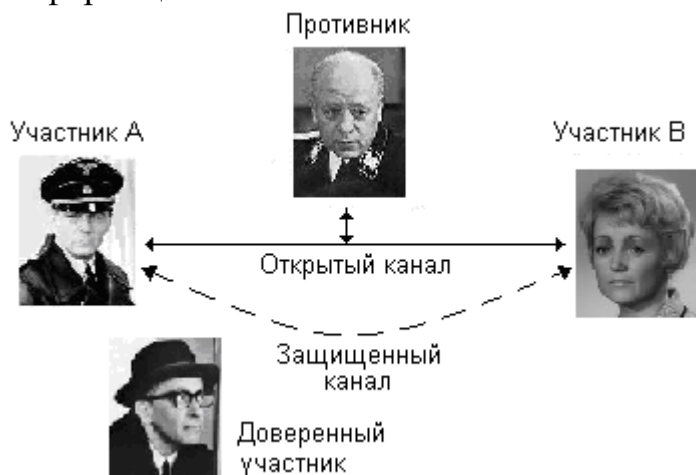 Противник
Участник А
Участник В
Открытый канал
Защищенный
канал
Доверенный
участник